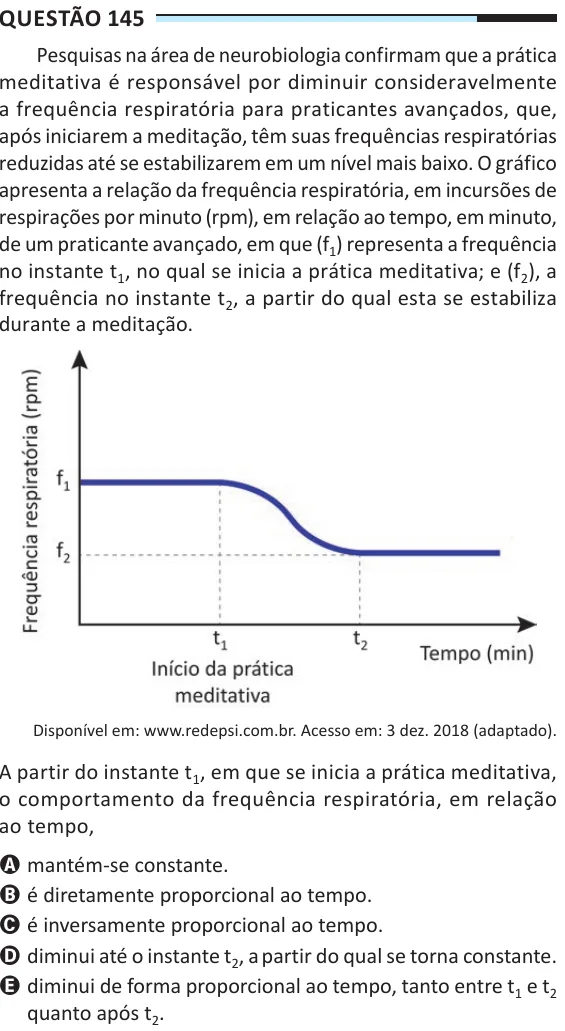 QUESTÃO 145
Pesquisas na área de neurobiologia confirmam que a prática
meditativa é responsável por diminuir consideravelmente
a frequência respiratória para praticantes avançados, que,
após iniciarem a meditação, têm suas frequências respiratórias
reduzidas até se estabilizarem em um nível mais baixo. O gráfico
apresenta a relação da frequência respiratória, em incursões de
respirações por minuto (rpm), em relação ao tempo, em minuto,
de um praticante avançado, em que (f₁) representa a frequência
no instante t₁, no qual se inicia a prática meditativa; e (f₂), a
frequência no instante t₂, a partir do qual esta se estabiliza
durante a meditação.
Frequência respiratória (rpm)
f₁
f₂
t₁
t₂
Tempo (min)
Início da prática
meditativa
Disponível em: www.redepsi.com.br. Acesso em: 3 dez. 2018 (adaptado).
A partir do instante t₁, em que se inicia a prática meditativa,
o comportamento da frequência respiratória, em relação
ao tempo,
A mantém-se constante.
B é diretamente proporcional ao tempo.
C é inversamente proporcional ao tempo.
D diminui até o instante t₂, a partir do qual se torna constante.
E diminui de forma proporcional ao tempo, tanto entre t₁ e t₂
quanto após t₂.